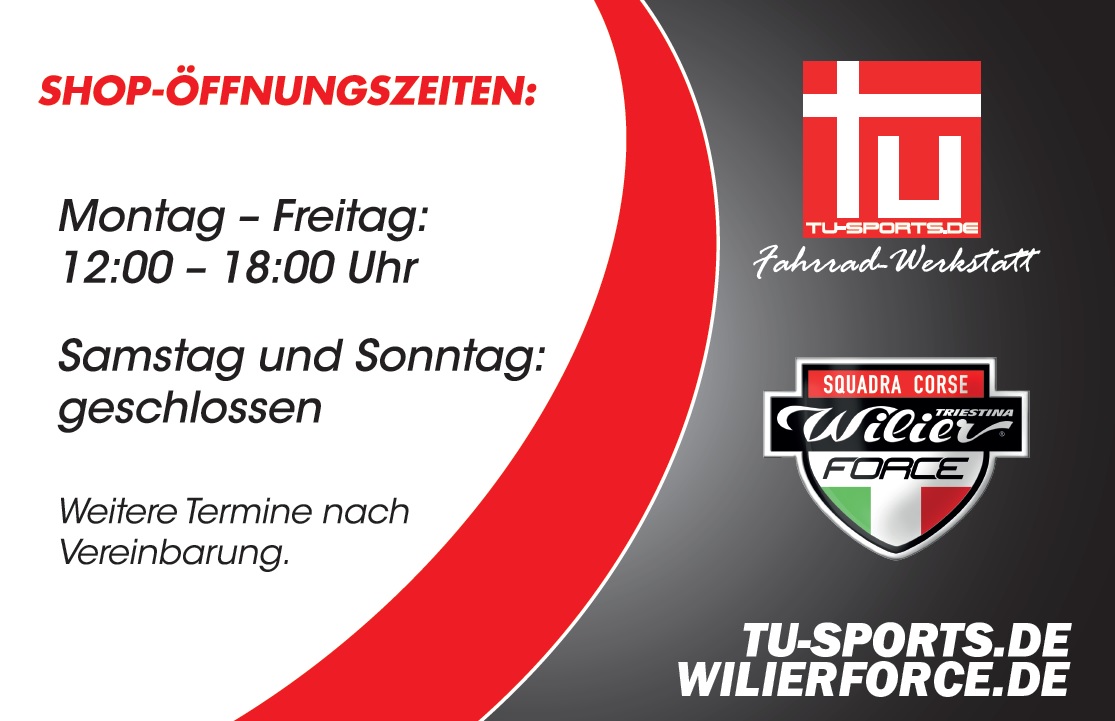 SHOP-ÖFFNUNGSZEITEN:
Montag – Freitag:
12:00 – 18:00 Uhr
Samstag und Sonntag:
geschlossen
Weitere Termine nach
Vereinbarung.
tu
TU-SPORTS.DE
Fahrrad-Werkstatt
SQUADRA CORSE
TRIESTINA
Wilier®
FORCE
TU-SPORTS.DE
WILIERFORCE.DE